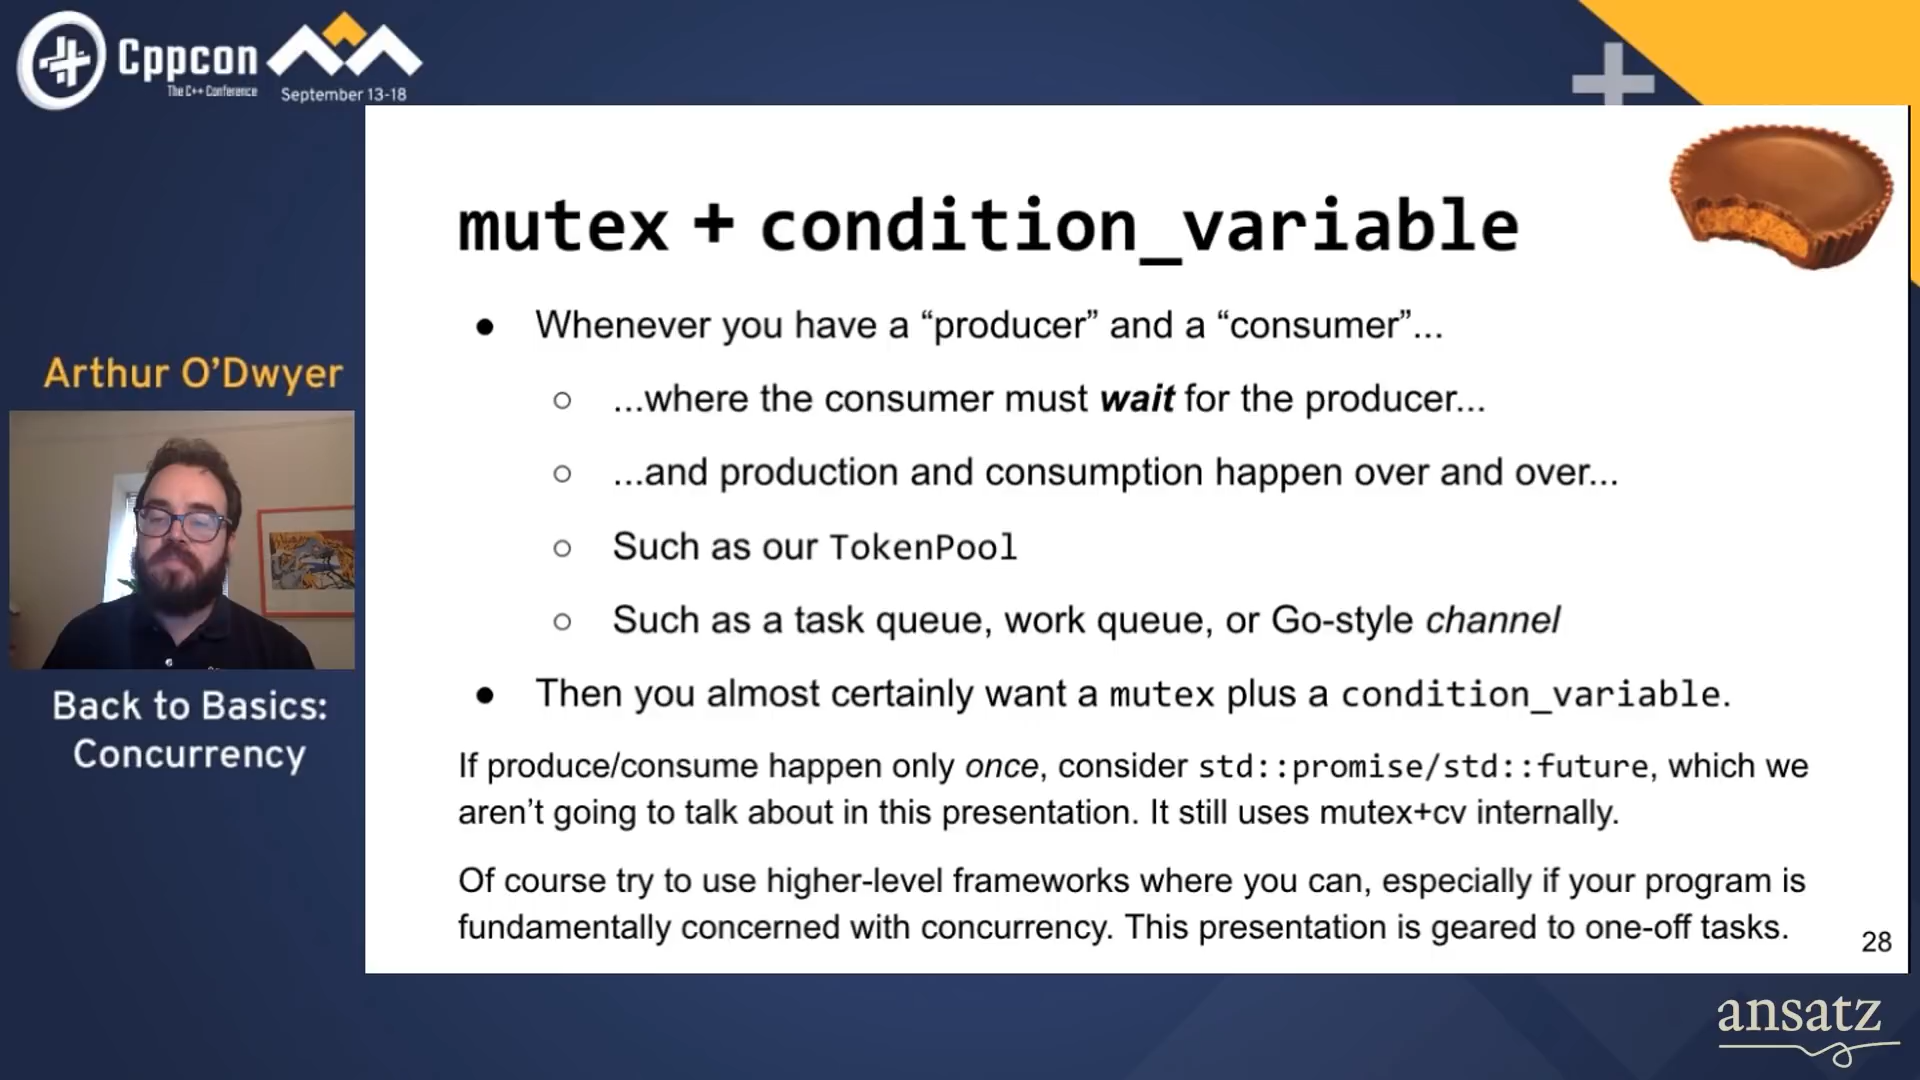 Cppcon
The C++ Conference
September 13-18
Arthur O’Dwyer
Back to Basics:
Concurrency
mutex + condition_variable
● Whenever you have a “producer” and a “consumer”...
○ ...where the consumer must wait for the producer...
○ ...and production and consumption happen over and over...
○ Such as our TokenPool
○ Such as a task queue, work queue, or Go-style channel
● Then you almost certainly want a mutex plus a condition_variable.
If produce/consume happen only once, consider std::promise/std::future, which we
aren’t going to talk about in this presentation. It still uses mutex+cv internally.
Of course try to use higher-level frameworks where you can, especially if your program is
fundamentally concerned with concurrency. This presentation is geared to one-off tasks.
28
ansatz